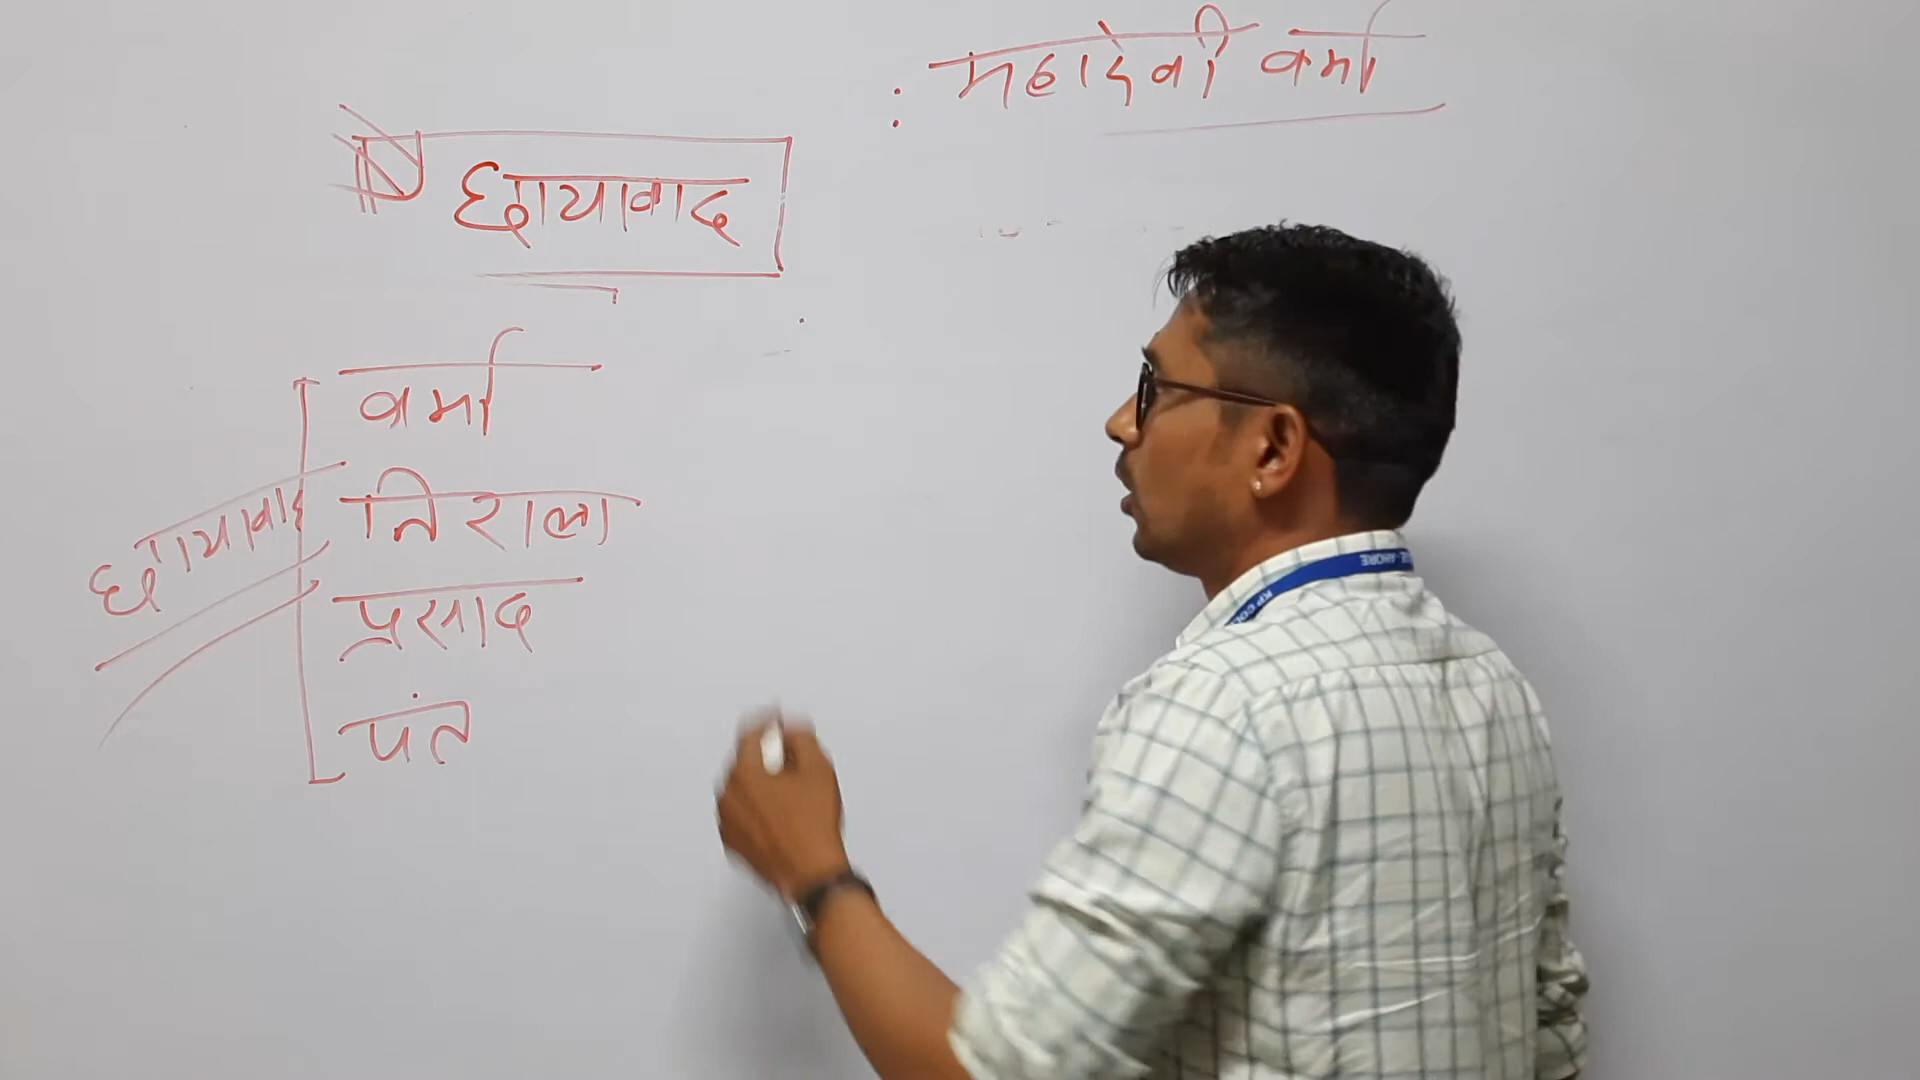 : महादेवी वर्मा
छायावाद
वर्मा
निराला
छायावाद
प्रसाद
पंत